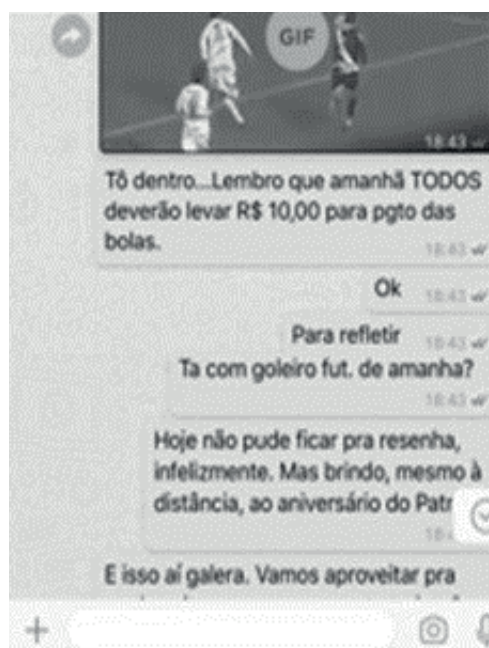 GIF
18:43
Tô dentro...Lembro que amanhã TODOS
deverão levar R$ 10,00 para pgto das
bolas.
18:43
Ok
18:43
Para refletir
18:43
Ta com goleiro fut. de amanha?
18:43
Hoje não pude ficar pra resenha,
infelizmente. Mas brindo, mesmo à
distância, ao aniversário do Patr
E isso aí galera. Vamos aproveitar pra